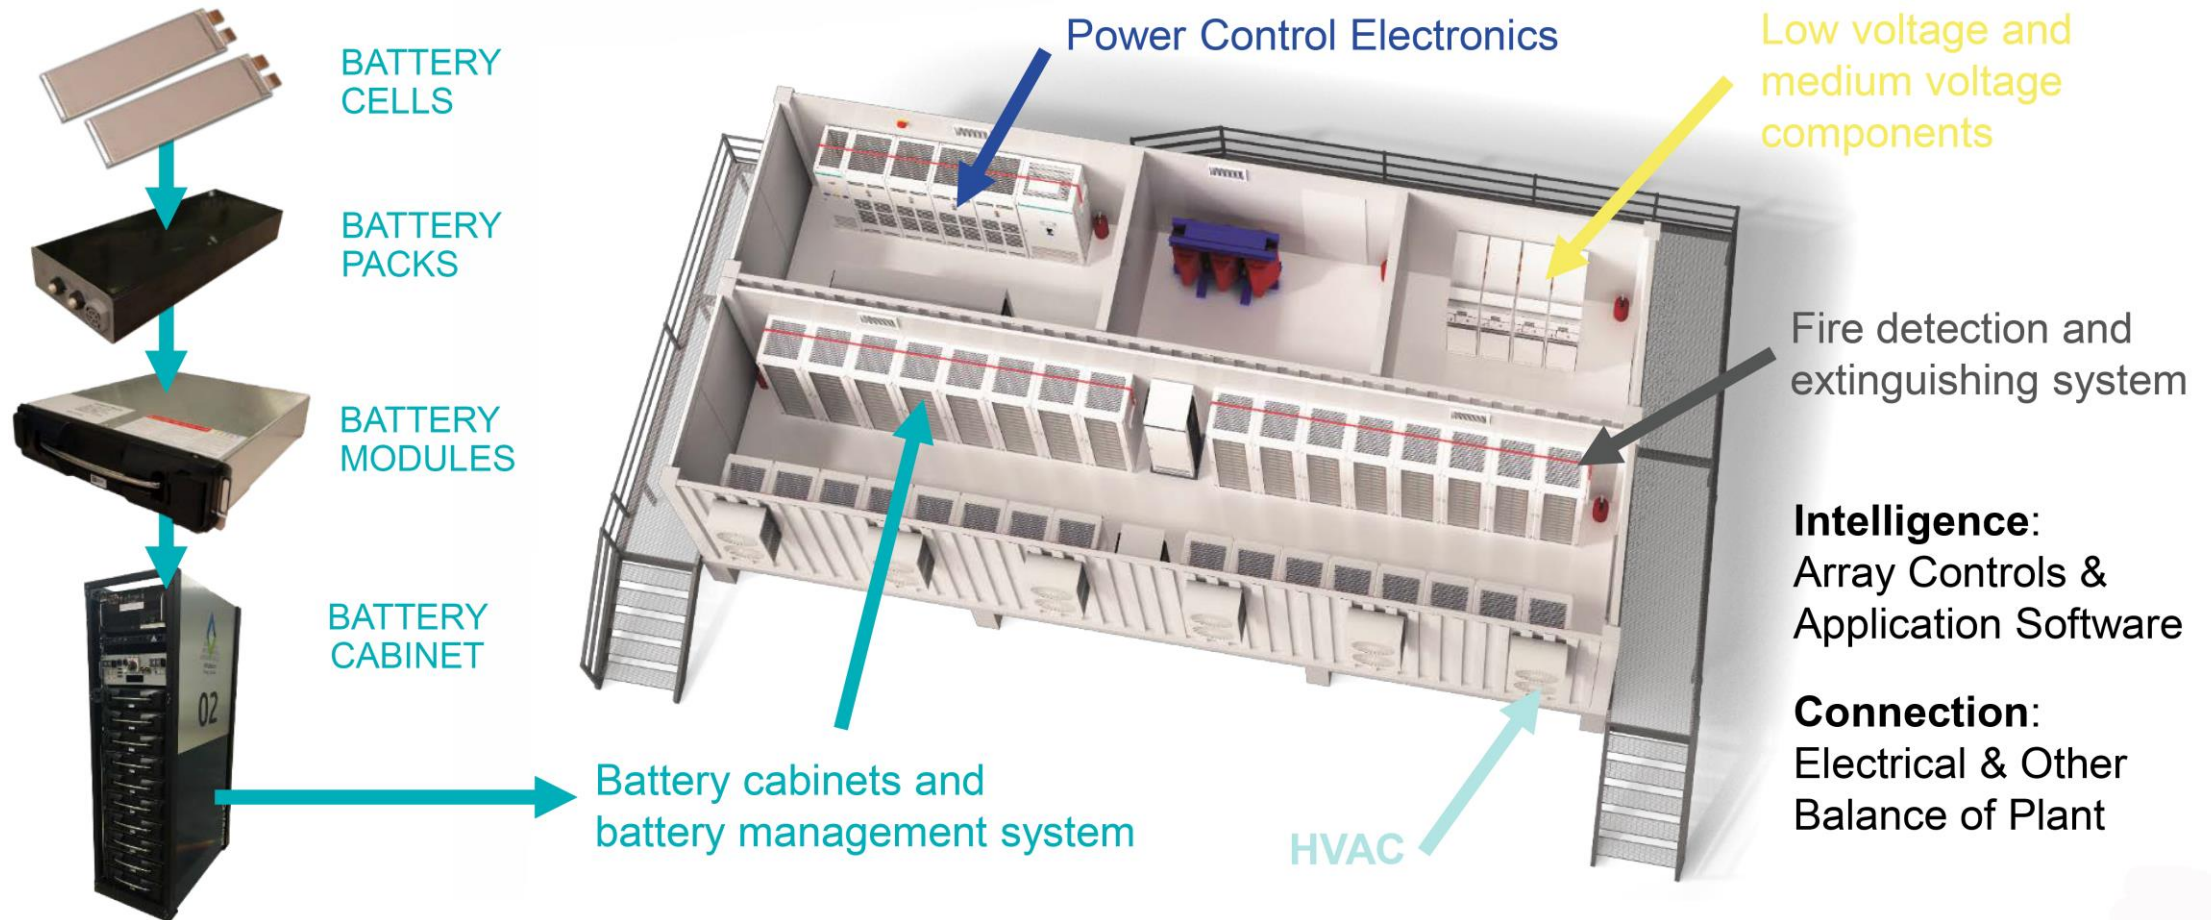 BATTERY
CELLS
BATTERY
PACKS
BATTERY
MODULES
BATTERY
CABINET
02
Battery cabinets and
battery management system
Power Control Electronics
Low voltage and
medium voltage
components
Fire detection and
extinguishing system
HVAC
Intelligence:
Array Controls &
Application Software
Connection:
Electrical & Other
Balance of Plant